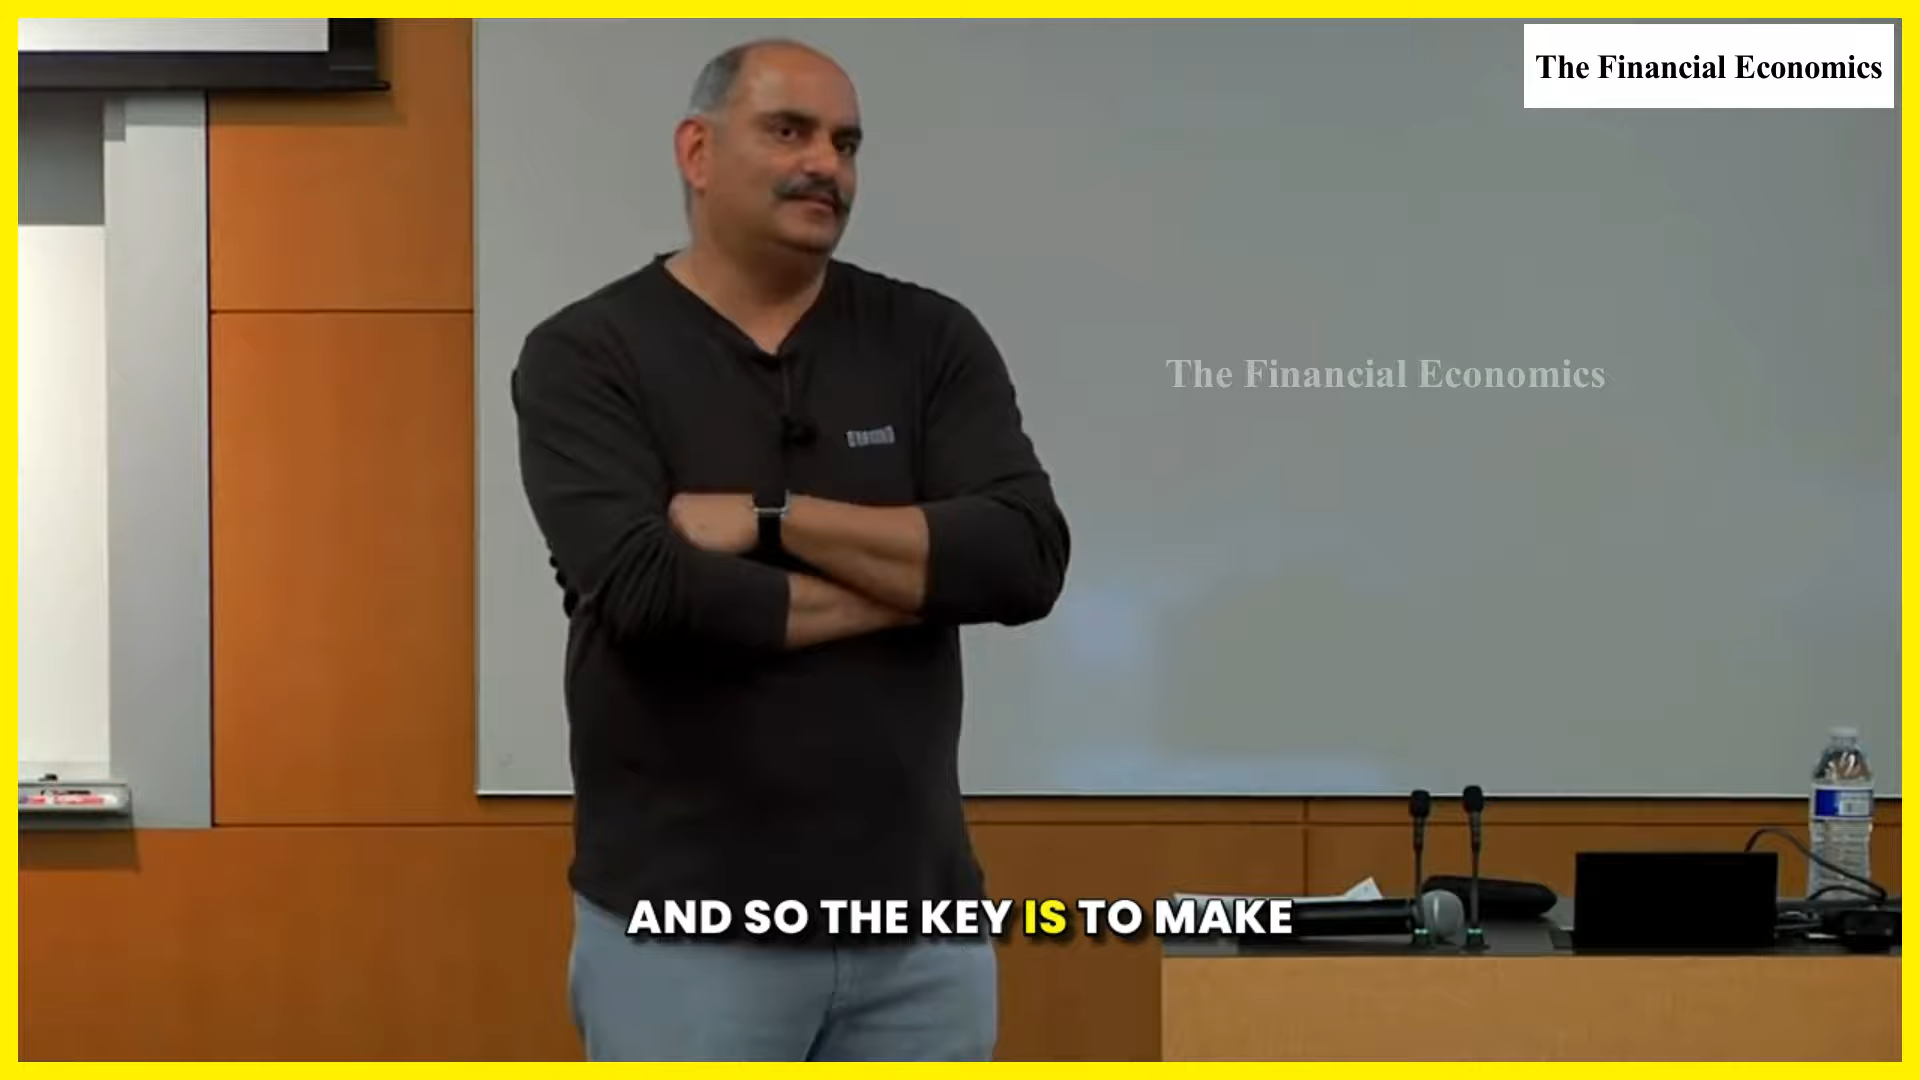 The Financial Economics
The Financial Economics
AND SO THE KEY IS TO MAKE